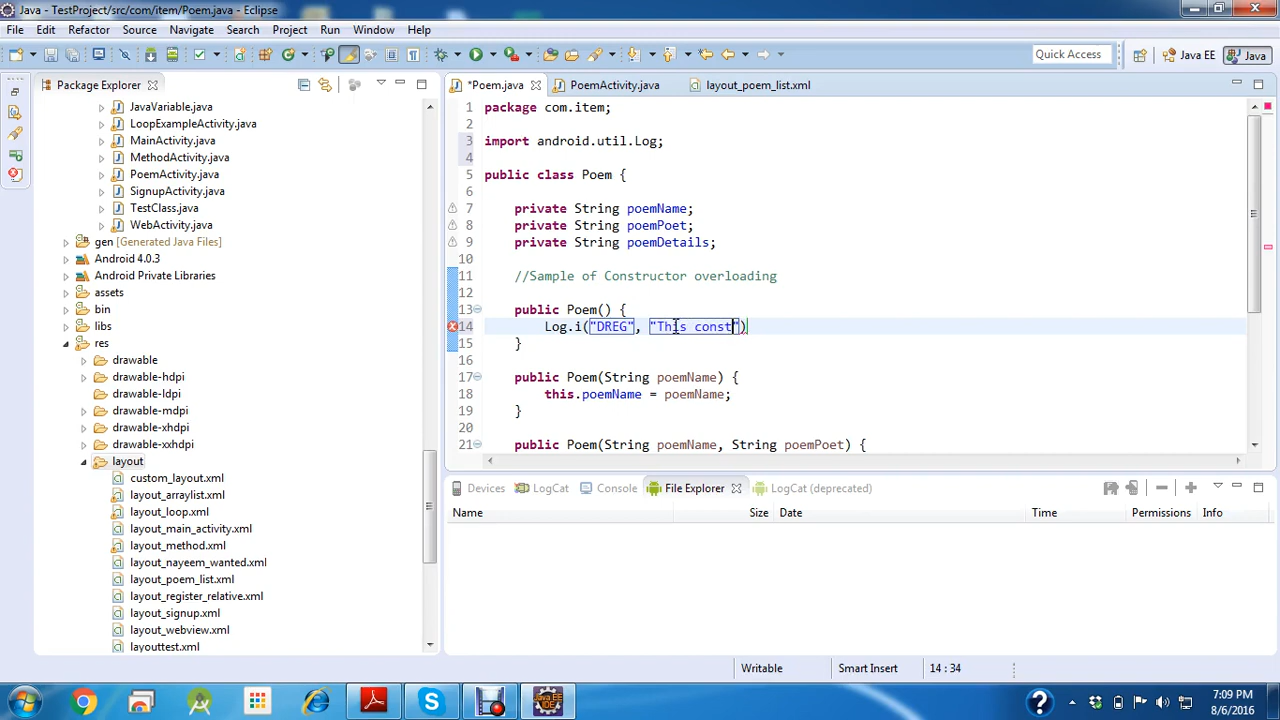 Java - TestProject/src/com/item/Poem.java - Eclipse
File Edit Refactor Source Navigate Search Project Run Window Help
Quick Access Java EE Java
Package Explorer
JavaVariable.java
LoopExampleActivity.java
MainActivity.java
MethodActivity.java
PoemActivity.java
SignupActivity.java
TestClass.java
WebActivity.java
gen [Generated Java Files]
Android 4.0.3
Android Private Libraries
assets
bin
libs
res
drawable
drawable-hdpi
drawable-ldpi
drawable-mdpi
drawable-xhdpi
drawable-xxhdpi
layout
custom_layout.xml
layout_arraylist.xml
layout_loop.xml
layout_main_activity.xml
layout_method.xml
layout_nayeem_wanted.xml
layout_poem_list.xml
layout_register_relative.xml
layout_signup.xml
layout_webview.xml
layouttest.xml
*Poem.java PoemActivity.java layout_poem_list.xml
1 package com.item;
2
3 import android.util.Log;
4
5 public class Poem {
6
7 private String poemName;
8 private String poemPoet;
9 private String poemDetails;
10
11 //Sample of Constructor overloading
12
13 public Poem() {
14 Log.i("DREG", "This const")
15 }
16
17 public Poem(String poemName) {
18 this.poemName = poemName;
19 }
20
21 public Poem(String poemName, String poemPoet) {
Devices LogCat Console File Explorer LogCat (deprecated)
Name Size Date Time Permissions Info
Writable Smart Insert 14 : 34
7:09 PM
8/6/2016